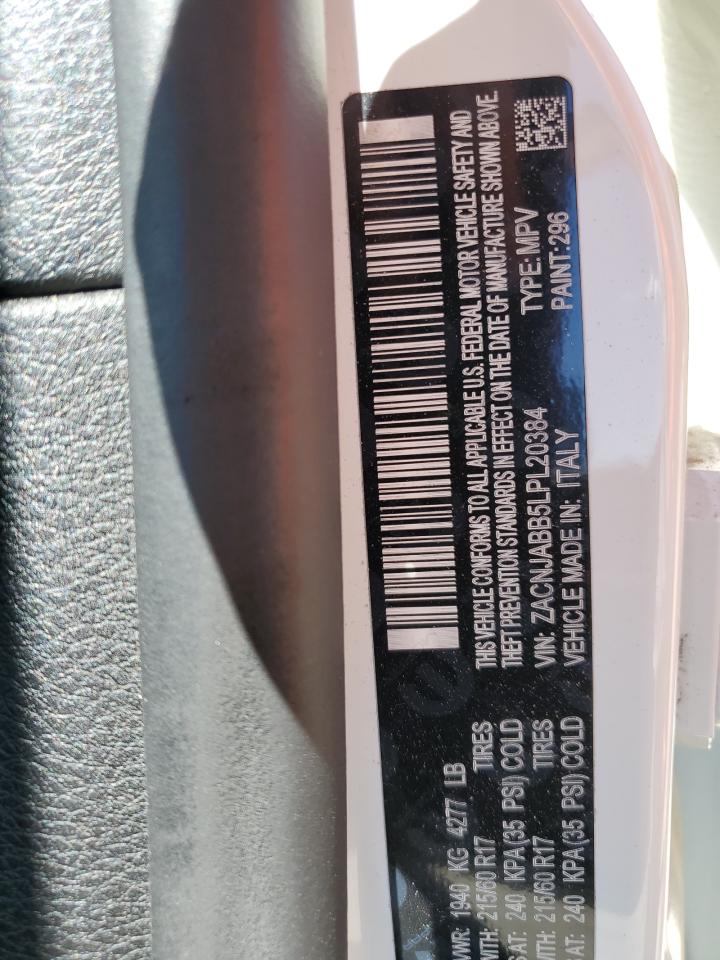 THIS VEHICLE CONFORMS TO ALL APPLICABLE U.S. FEDERAL MOTOR VEHICLE SAFETY AND
THEFT PREVENTION STANDARDS IN EFFECT ON THE DATE OF MANUFACTURE SHOWN ABOVE.
VIN: ZACNJABB5LPL20384 TYPE: MPV
VEHICLE MADE IN: ITALY PAINT:296
1940 KG 4277 LB
215/60 R17 TIRES
AT: 240 KPA(35 PSI) COLD
215/60 R17 TIRES
AT: 240 KPA(35 PSI) COLD